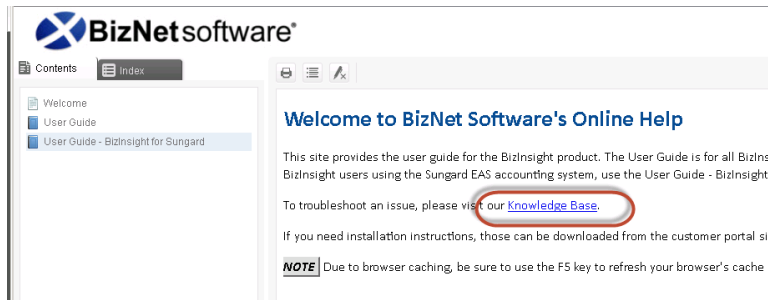 BizNetsoftware®
Contents
Index
Welcome
User Guide
User Guide - BizInsight for Sungard
Welcome to BizNet Software's Online Help
This site provides the user guide for the BizInsight product. The User Guide is for all BizIns
BizInsight users using the Sungard EAS accounting system, use the User Guide - BizInsight
To troubleshoot an issue, please visit our Knowledge Base.
If you need installation instructions, those can be downloaded from the customer portal si
NOTE Due to browser caching, be sure to use the F5 key to refresh your browser's cache